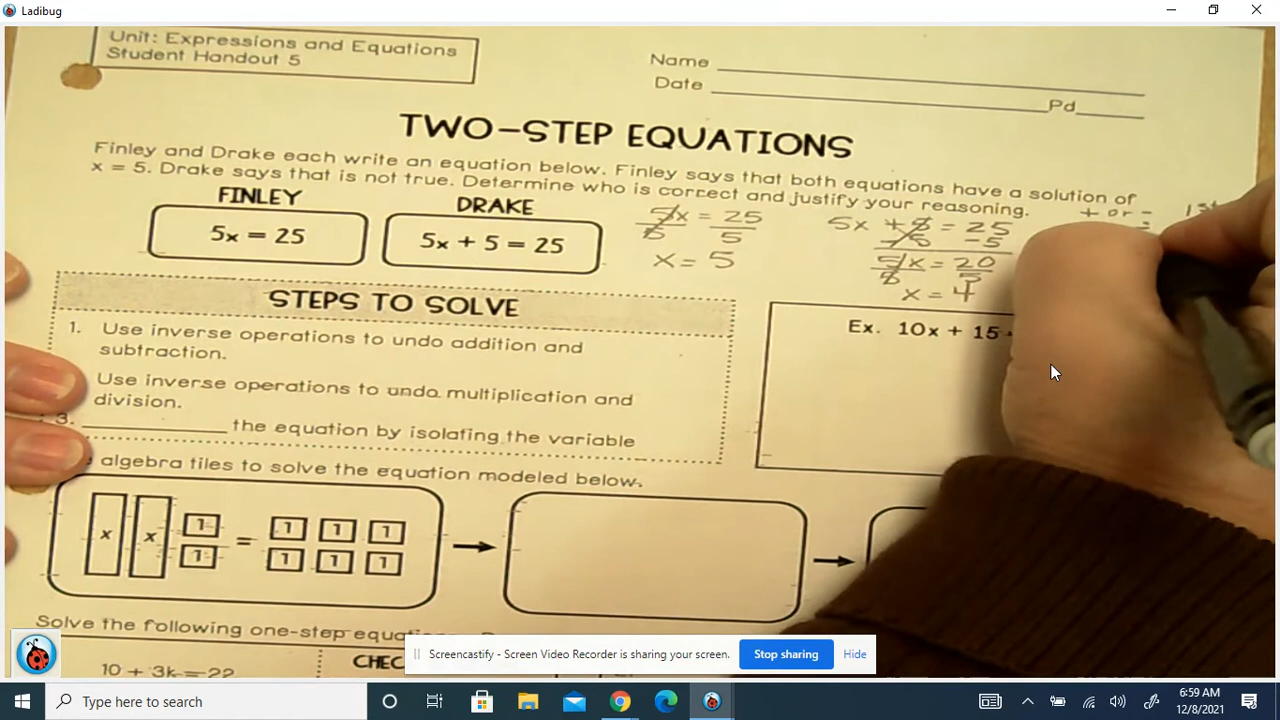 Ladibug
Unit: Expressions and Equations
Student Handout 5
Name
Date Pd
TWO-STEP EQUATIONS
Finley and Drake each write an equation below. Finley says that both equations have a solution of
x = 5. Drake says that is not true. Determine who is correct and justify your reasoning.
FINLEY
5x = 25
DRAKE
5x + 5 = 25
5x = 25
5 5
x = 5
5x + 5 = 25
-5 -5
5x = 20
5 5
x = 4
+ or -
1st
STEPS TO SOLVE
1. Use inverse operations to undo addition and
subtraction.
Use inverse operations to undo multiplication and
division.
3. the equation by isolating the variable
Ex. 10x + 15
algebra tiles to solve the equation modeled below.
x x 1 = 1 1 1
1 1 1 1
Solve the following one-step
10 + 3k = 22
CHEC
Screencastify - Screen Video Recorder is sharing your screen.
Stop sharing
Hide
Type here to search
6:59 AM
12/8/2021